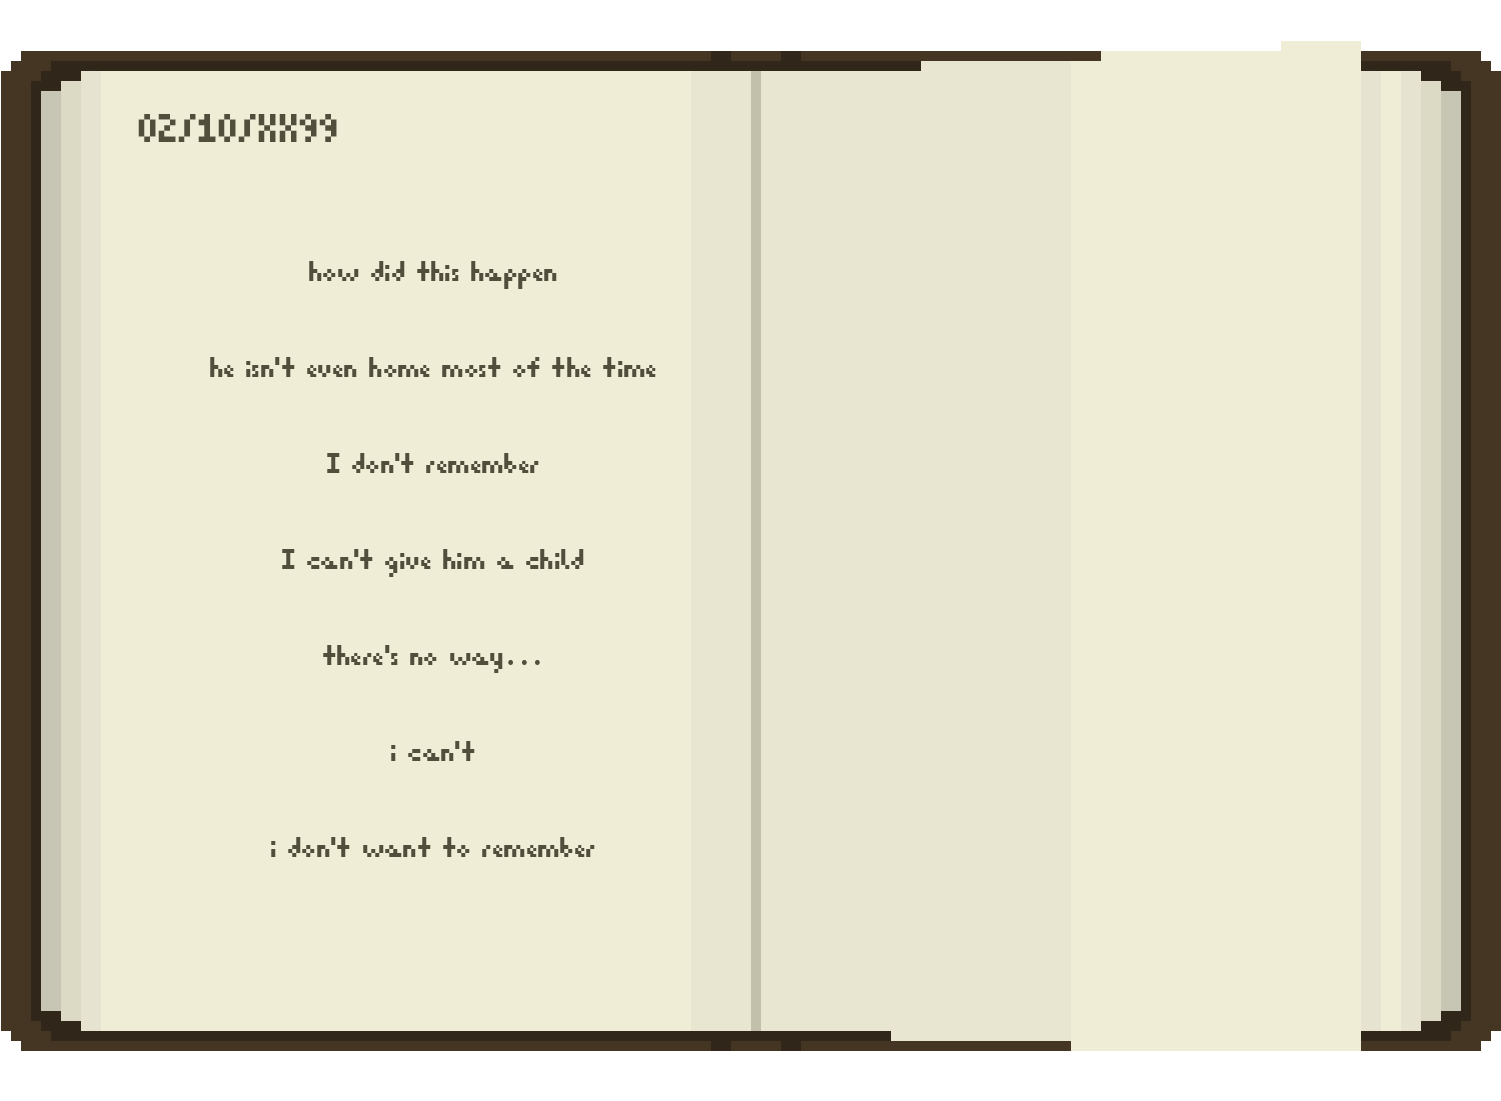 02/10/XX99
how did this happen
he isn't even home most of the time
I don't remember
I can't give him a child
there's no way...
i can't
i don't want to remember